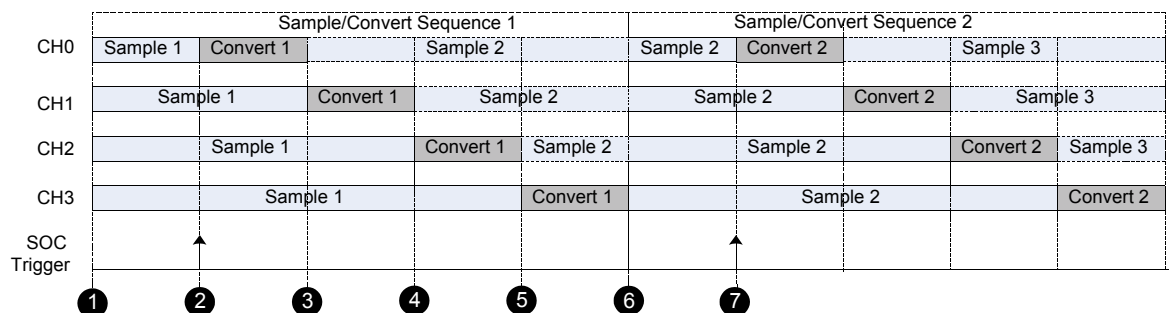 Sample/Convert Sequence 1 Sample/Convert Sequence 2
CH0 Sample 1 Convert 1 Sample 2 Sample 2 Convert 2 Sample 3
CH1 Sample 1 Convert 1 Sample 2 Sample 2 Convert 2 Sample 3
CH2 Sample 1 Convert 1 Sample 2 Sample 2 Convert 2 Sample 3
CH3 Sample 1 Convert 1 Sample 2 Convert 2
SOC
Trigger
1 2 3 4 5 6 7